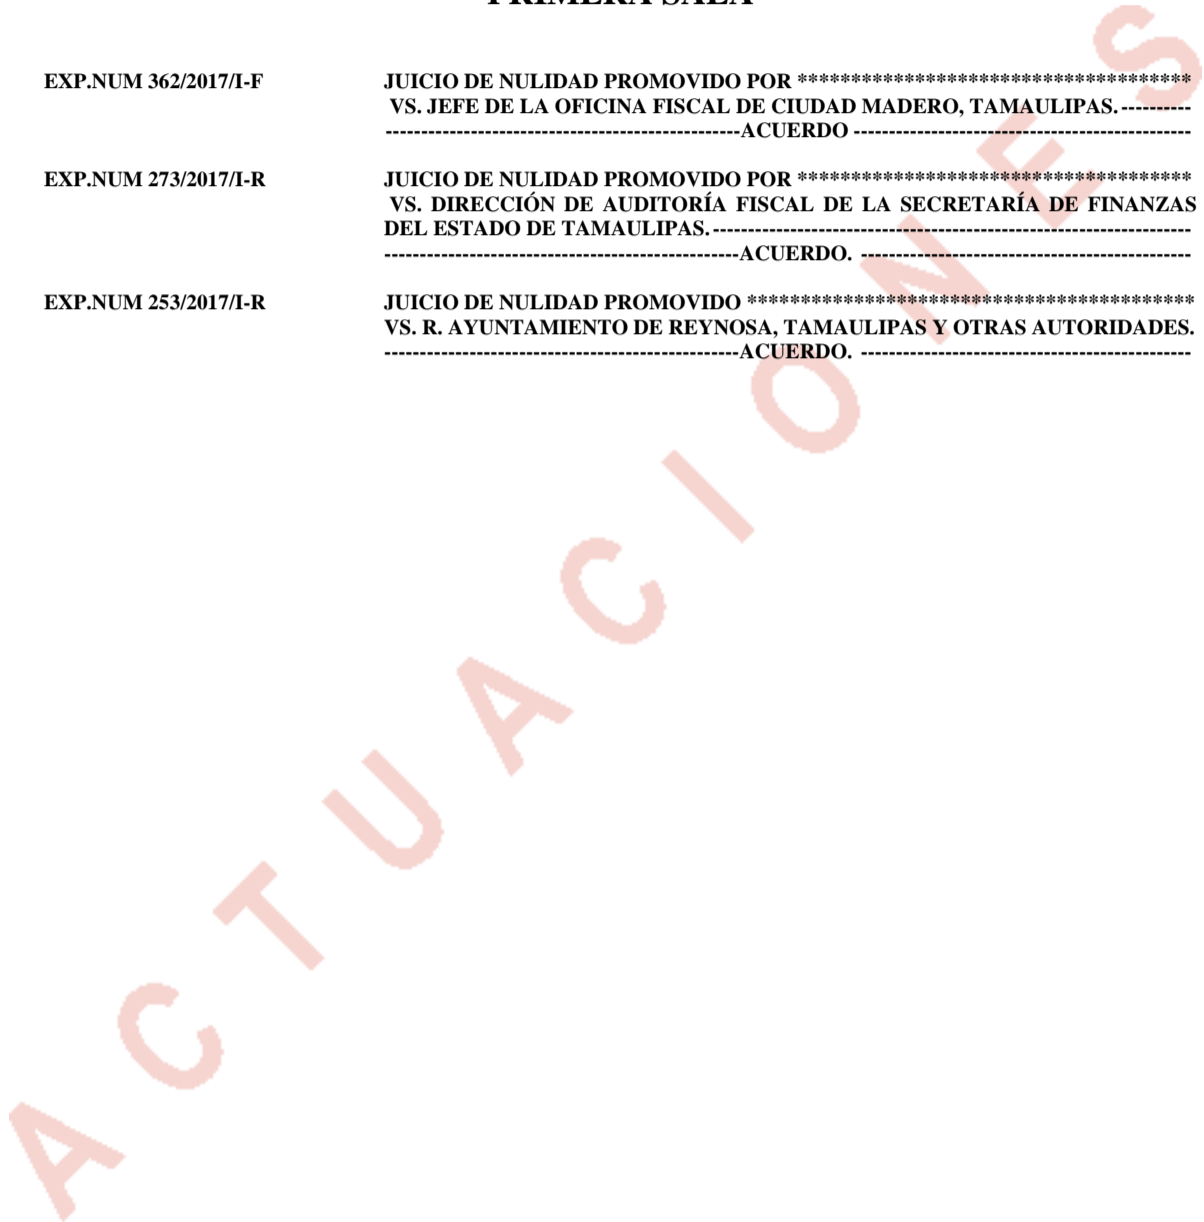 PRIMERA SALA
EXP.NUM 362/2017/I-F JUICIO DE NULIDAD PROMOVIDO POR *************************************
VS. JEFE DE LA OFICINA FISCAL DE CIUDAD MADERO, TAMAULIPAS.----------
--------------------------------------------------ACUERDO ------------------------------------------------
EXP.NUM 273/2017/I-R JUICIO DE NULIDAD PROMOVIDO POR *************************************
VS. DIRECCIÓN DE AUDITORÍA FISCAL DE LA SECRETARÍA DE FINANZAS
DEL ESTADO DE TAMAULIPAS.--------------------------------------------------------------------
--------------------------------------------------ACUERDO. -----------------------------------------------
EXP.NUM 253/2017/I-R JUICIO DE NULIDAD PROMOVIDO ******************************************
VS. R. AYUNTAMIENTO DE REYNOSA, TAMAULIPAS Y OTRAS AUTORIDADES.
--------------------------------------------------ACUERDO. -----------------------------------------------
ACTUACIONES